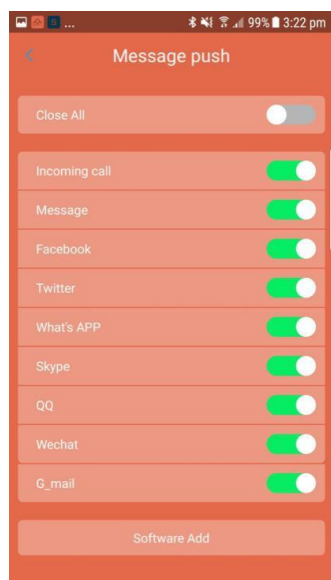 ... 99% 3:22 pm
Message push
Close All
Incoming call
Message
Facebook
Twitter
What's APP
Skype
QQ
Wechat
G_mail
Software Add